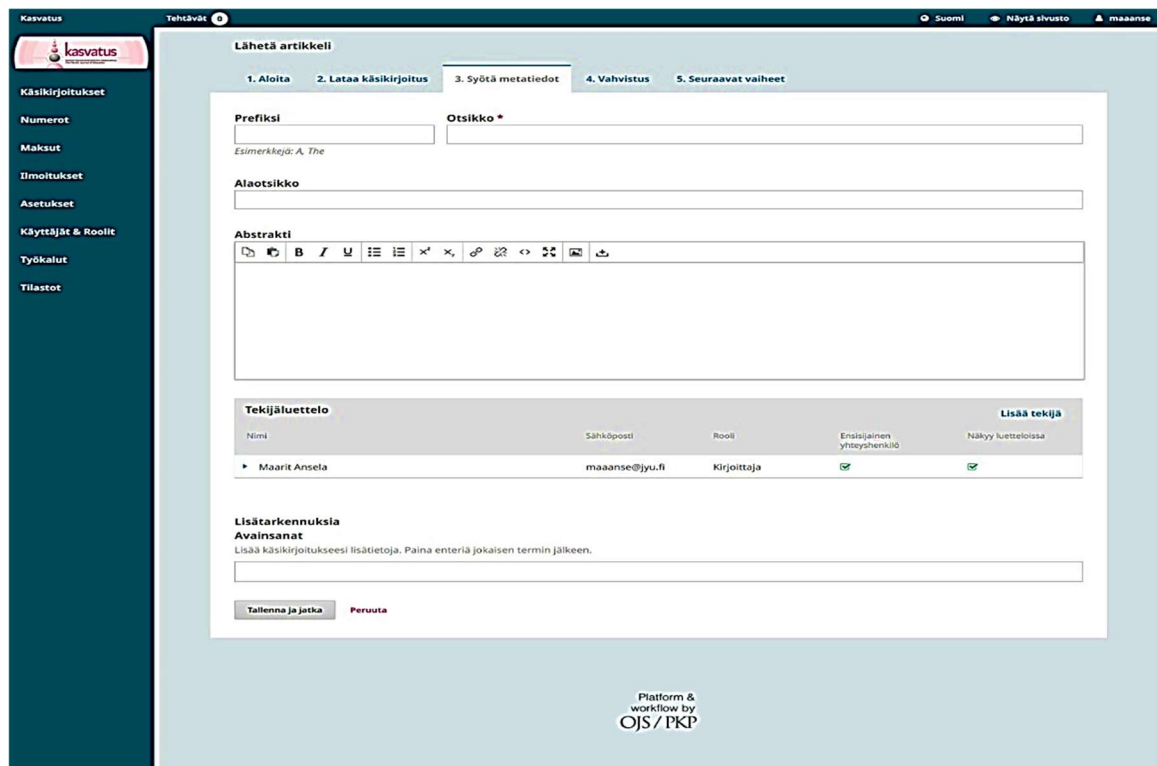 Kasvatus
Tehtävät 0
Suomi Näytä sivusto maaanse
kasvatus
Käsikirjoitukset
Numerot
Maksut
Ilmoitukset
Asetukset
Käyttäjät & Roolit
Työkalut
Tilastot
Lähetä artikkeli
1. Aloita 2. Lataa käsikirjoitus 3. Syötä metatiedot 4. Vahvistus 5. Seuraavat vaiheet
Prefiksi Otsikko *
Esimerkkejä: A, The
Alaotsikko
Abstrakti
Tekijäluettelo Lisää tekijä
Nimi Sähköposti Rooli Ensisijainen yhteyshenkilö Näkyy luetteloissa
Maarit Ansela maaanse@jyu.fi Kirjoittaja
Lisätarkennuksia
Avainsanat
Lisää käsikirjoitukseesi lisätietoja. Paina enteriä jokaisen termin jälkeen.
Tallenna ja jatka Peruuta
Platform &
workflow by
OJS / PKP